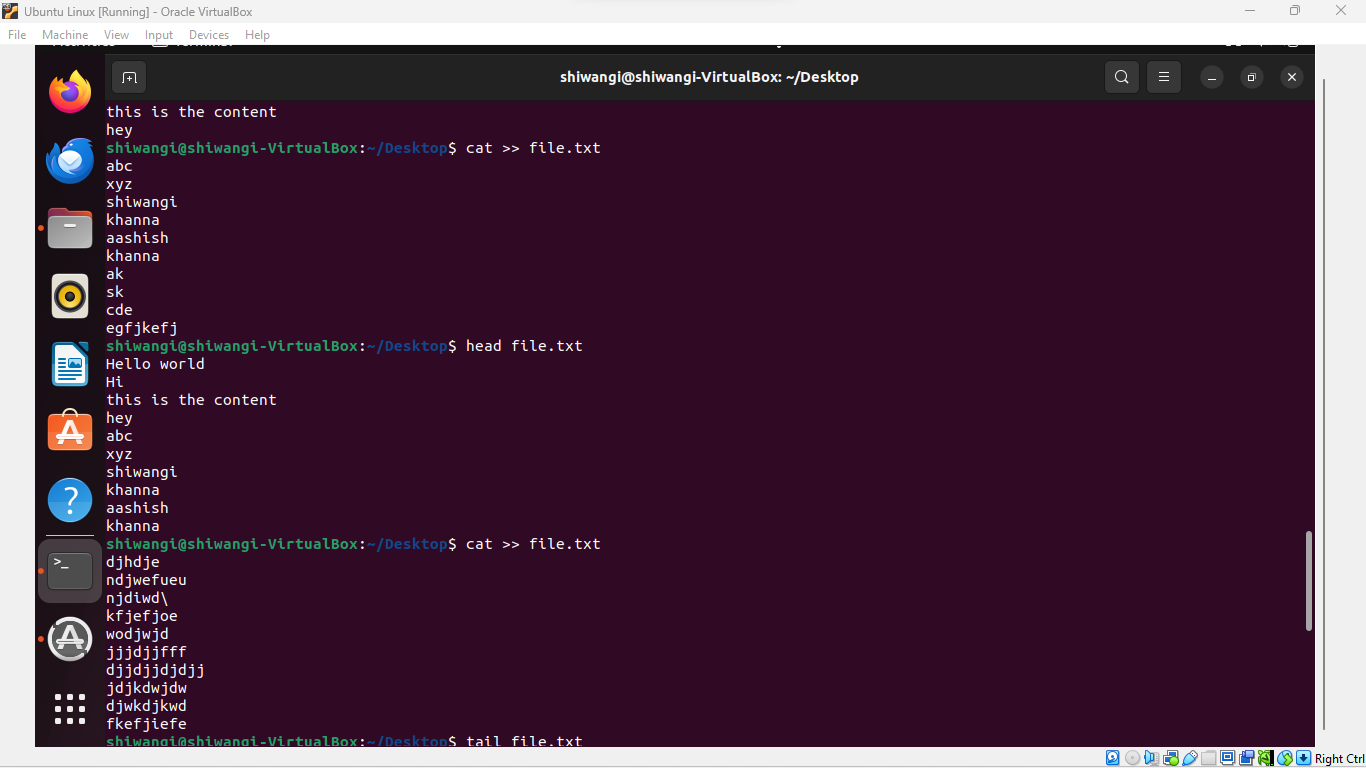 Ubuntu Linux [Running] - Oracle VirtualBox
File Machine View Input Devices Help
shiwangi@shiwangi-VirtualBox: ~/Desktop
this is the content
hey
shiwangi@shiwangi-VirtualBox:~/Desktop$ cat >> file.txt
abc
xyz
shiwangi
khanna
aashish
khanna
ak
sk
cde
egfjkefj
shiwangi@shiwangi-VirtualBox:~/Desktop$ head file.txt
Hello world
Hi
this is the content
hey
abc
xyz
shiwangi
khanna
aashish
khanna
shiwangi@shiwangi-VirtualBox:~/Desktop$ cat >> file.txt
djhdje
ndjwefueu
njdiwd\
kfjefjoe
wodjwjd
jjjdjjfff
djjdjjdjdjj
jdjkdwjdw
djwkdjkwd
fkefjiefe
shiwangi@shiwangi-VirtualBox:~/Desktop$ tail file.txt
Right Ctrl